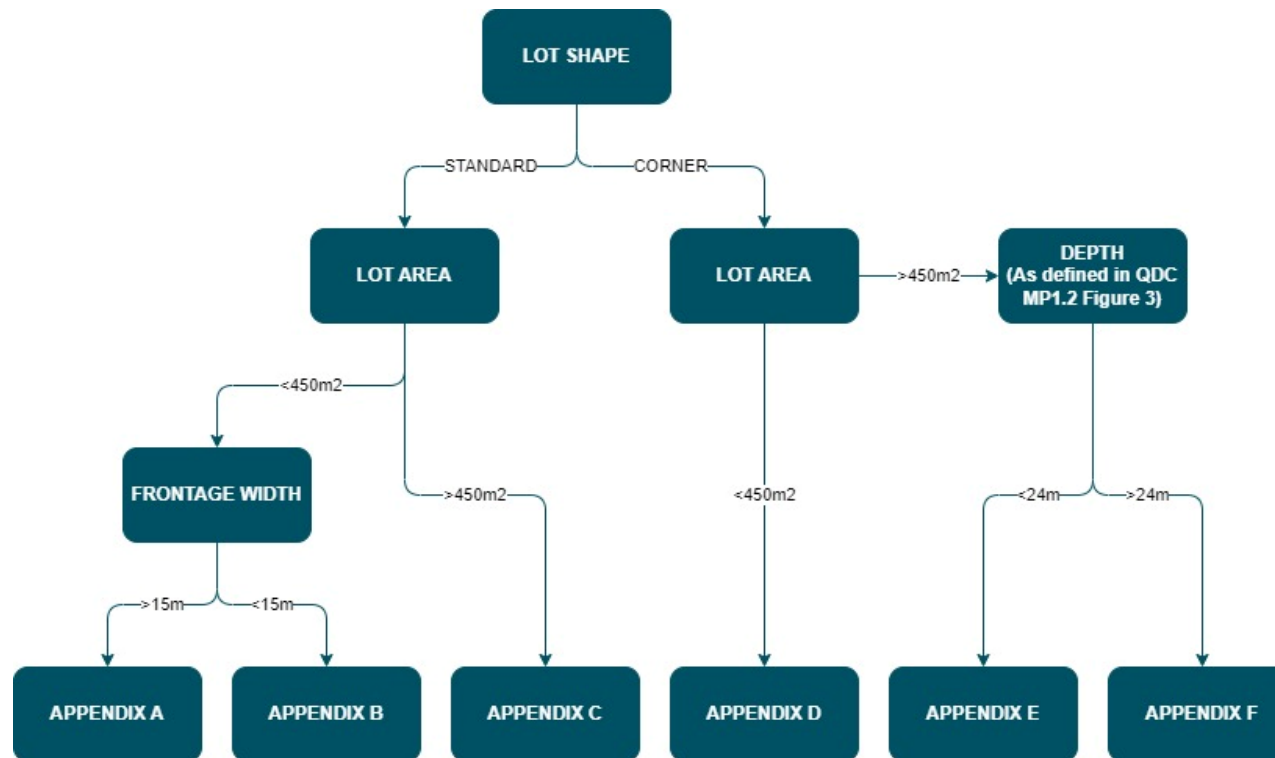 LOT SHAPE
STANDARD
CORNER
LOT AREA
LOT AREA
>450m2
DEPTH
(As defined in QDC
MP1.2 Figure 3)
<450m2
FRONTAGE WIDTH
>450m2
<450m2
<24m
>24m
>15m
<15m
APPENDIX A
APPENDIX B
APPENDIX C
APPENDIX D
APPENDIX E
APPENDIX F